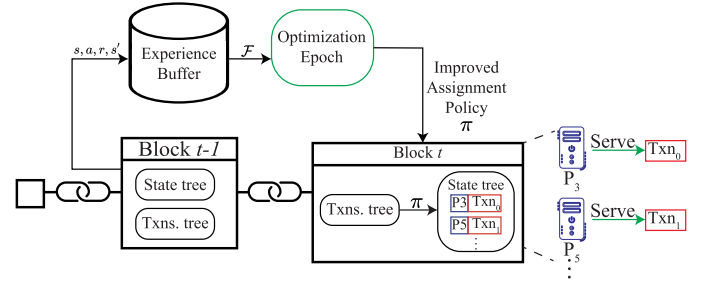 s, a, r, s′
Experience
Buffer
F
Optimization
Epoch
Improved
Assignment
Policy
π
Block t-1
State tree
Txns. tree
Block t
Txns. tree
π
State tree
P3 Txn₀
P5 Txn₁
⋮
P₃
Serve
Txn₀
P₅
Serve
Txn₁
⋮